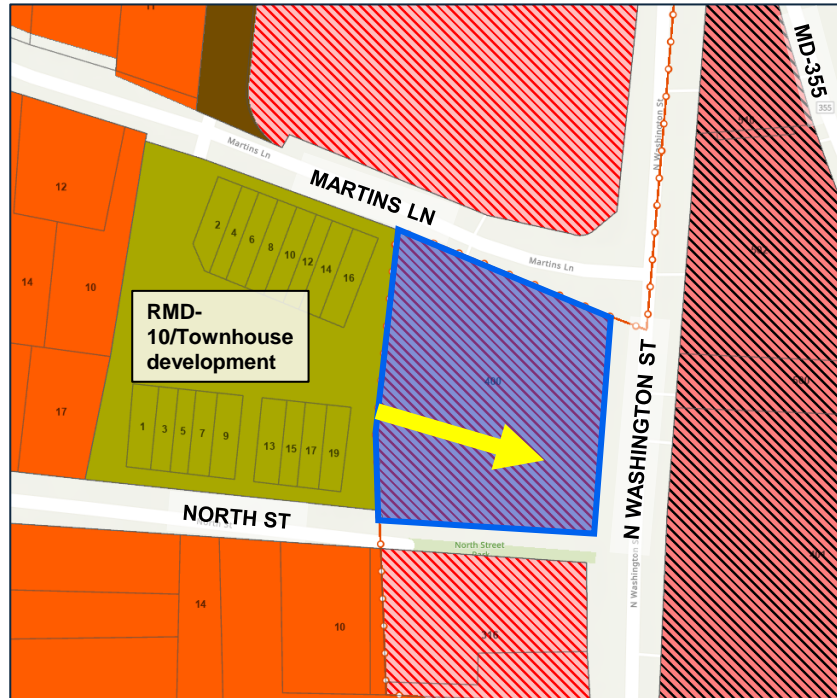 11
MD-355
355
N Washington St
Martins Ln
MARTINS LN
12
2
4
6
8
10
12
14
16
Martins Ln
14
10
RMD-
10/Townhouse
development
400
N WASHINGTON ST
17
1
3
5
7
9
13
15
17
19
NORTH ST
North Street
Park
N Washington St
14
10
316